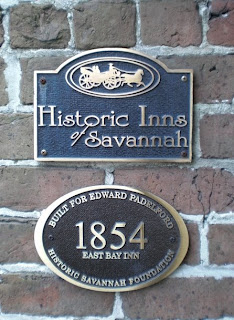 Historic Inns
of Savannah
BUILT FOR EDWARD PADELFORD
1854
EAST BAY INN
HISTORIC SAVANNAH FOUNDATION